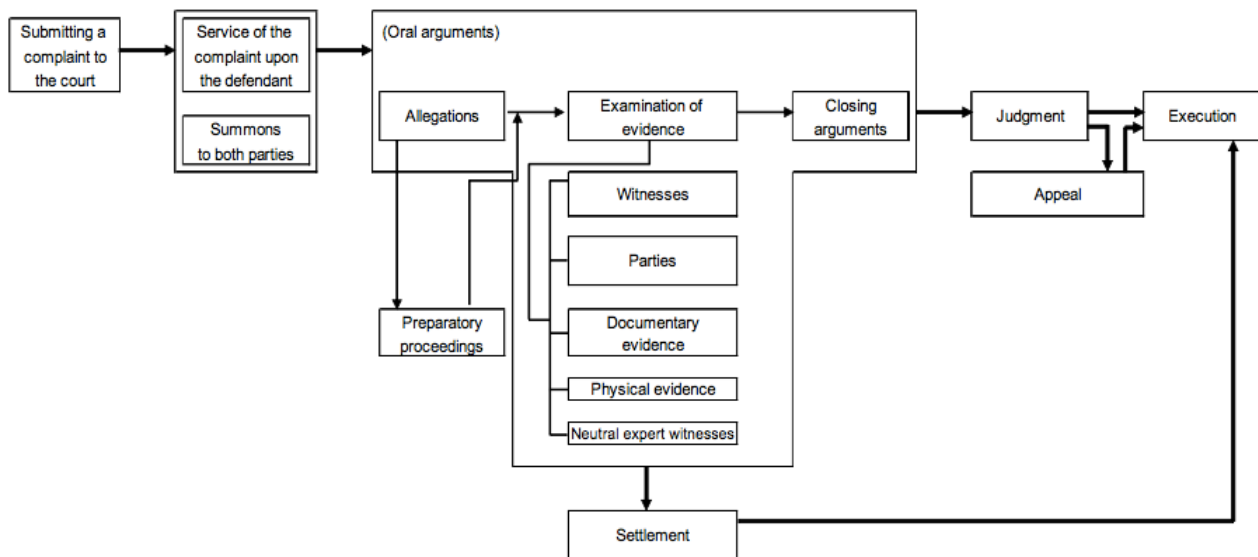 Submitting a
complaint to
the court
Service of the
complaint upon
the defendant
Summons
to both parties
(Oral arguments)
Allegations
Examination of
evidence
Closing
arguments
Judgment
Execution
Appeal
Witnesses
Parties
Preparatory
proceedings
Documentary
evidence
Physical evidence
Neutral expert witnesses
Settlement